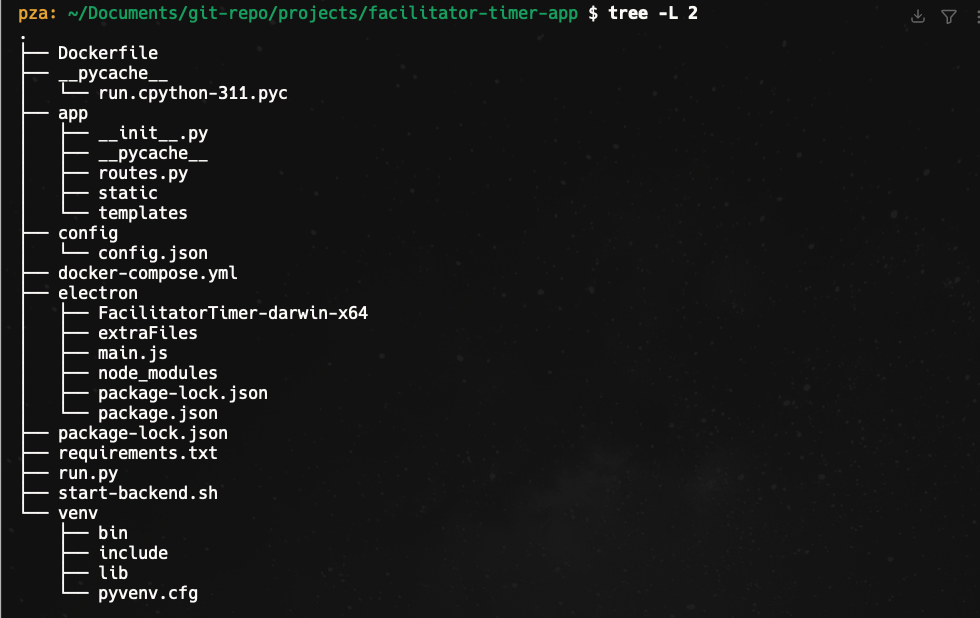 pza: ~/Documents/git-repo/projects/facilitator-timer-app $ tree -L 2
.
├── Dockerfile
├── __pycache__
│   └── run.cpython-311.pyc
├── app
│   ├── __init__.py
│   ├── __pycache__
│   ├── routes.py
│   ├── static
│   └── templates
├── config
│   └── config.json
├── docker-compose.yml
├── electron
│   ├── FacilitatorTimer-darwin-x64
│   ├── extraFiles
│   ├── main.js
│   ├── node_modules
│   ├── package-lock.json
│   └── package.json
├── package-lock.json
├── requirements.txt
├── run.py
├── start-backend.sh
└── venv
    ├── bin
    ├── include
    ├── lib
    └── pyvenv.cfg